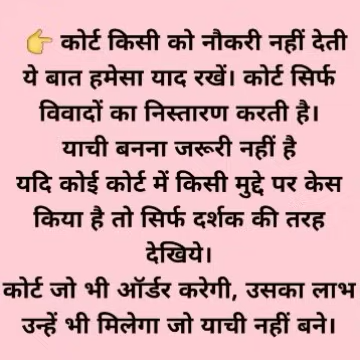 👉 कोर्ट किसी को नौकरी नहीं देती
ये बात हमेसा याद रखें। कोर्ट सिर्फ
विवादों का निस्तारण करती है।
याची बनना जरूरी नहीं है
यदि कोई कोर्ट में किसी मुद्दे पर केस
किया है तो सिर्फ दर्शक की तरह
देखिये।
कोर्ट जो भी ऑर्डर करेगी, उसका लाभ
उन्हें भी मिलेगा जो याची नहीं बने।